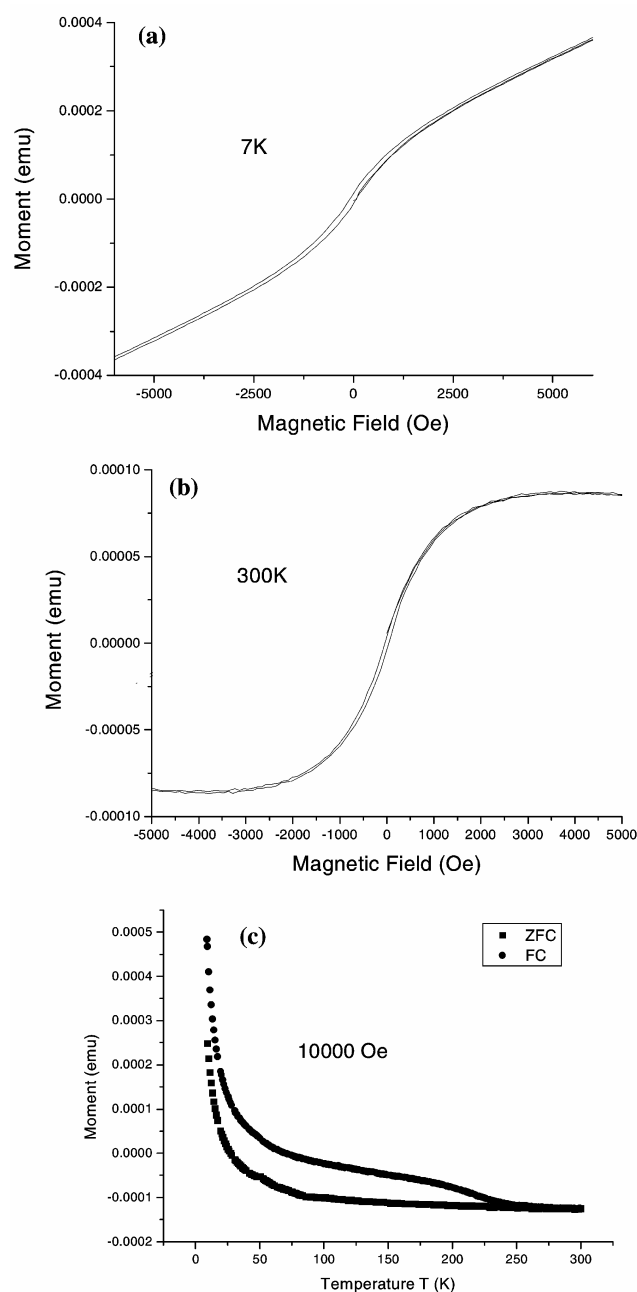 (a)
7K
0.0004
0.0002
0.0000
-0.0002
-0.0004
Moment (emu)
-5000 -2500 0 2500 5000
Magnetic Field (Oe)
(b)
300K
0.00010
0.00005
0.00000
-0.00005
-0.00010
Moment (emu)
-5000 -4000 -3000 -2000 -1000 0 1000 2000 3000 4000 5000
Magnetic Field (Oe)
(c)
ZFC
FC
10000 Oe
0.0005
0.0004
0.0003
0.0002
0.0001
0.0000
-0.0001
-0.0002
Moment (emu)
0 50 100 150 200 250 300
Temperature T (K)